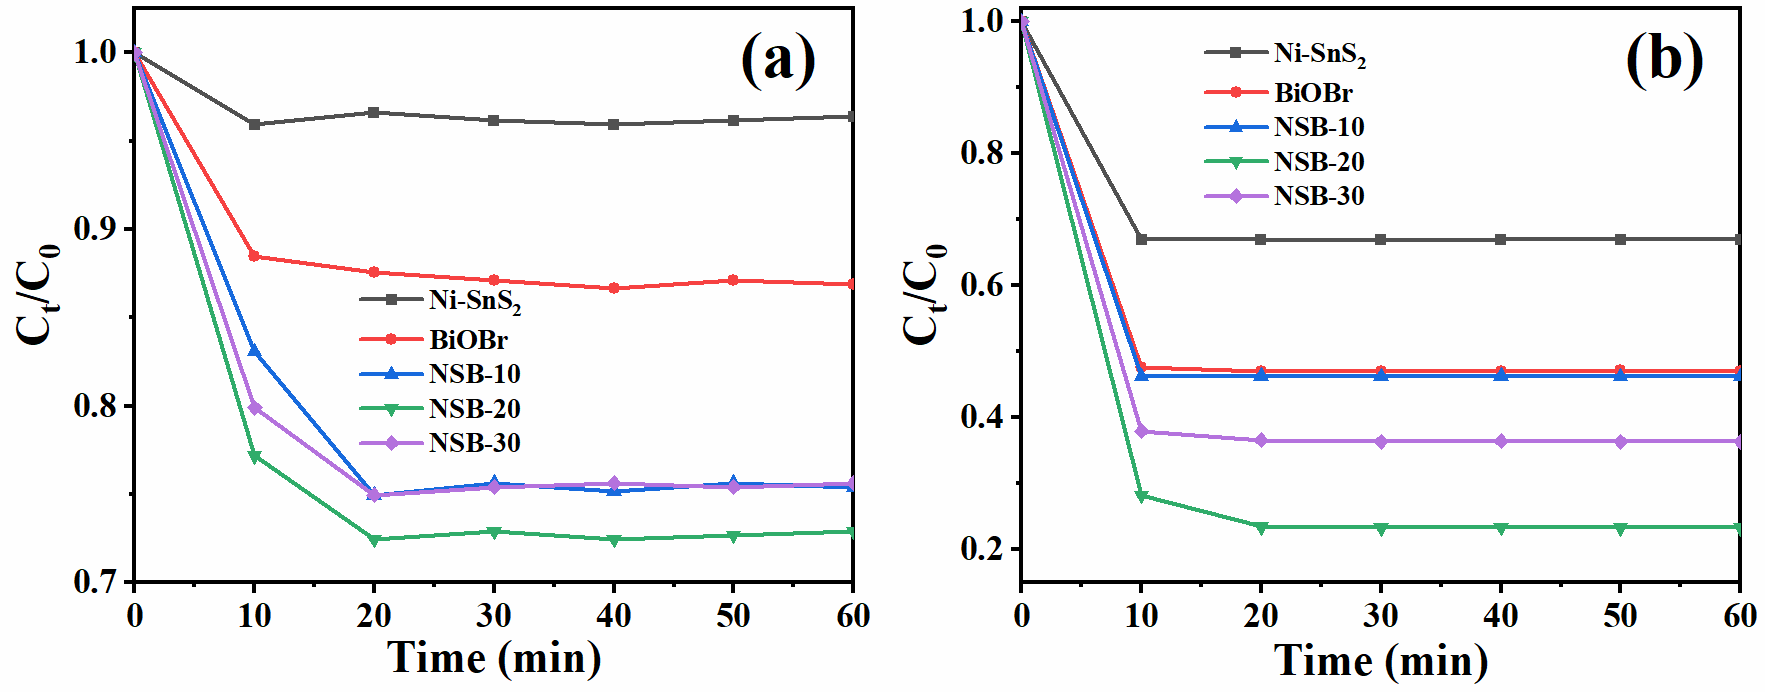 (a)
1.0
0.9
0.8
0.7
Cₜ/C₀
Ni-SnS₂
BiOBr
NSB-10
NSB-20
NSB-30
0 10 20 30 40 50 60
Time (min)
(b)
1.0
0.8
0.6
0.4
0.2
Cₜ/C₀
Ni-SnS₂
BiOBr
NSB-10
NSB-20
NSB-30
0 10 20 30 40 50 60
Time (min)